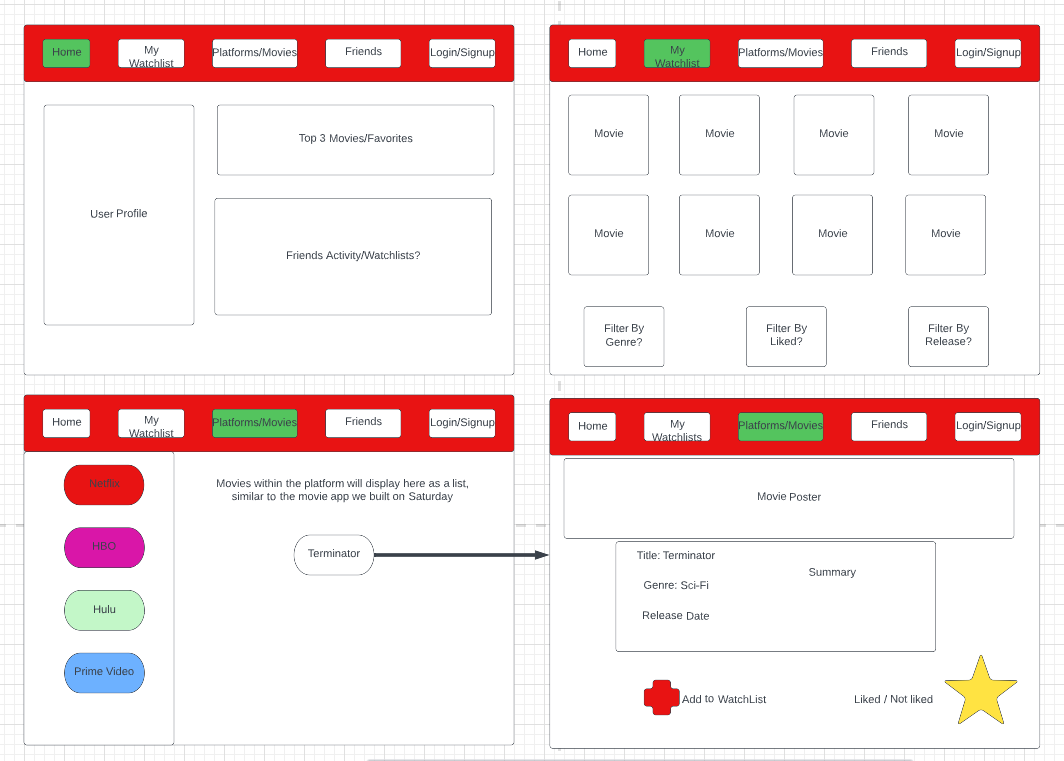 Home
My
Watchlist
Platforms/Movies
Friends
Login/Signup
User Profile
Top 3 Movies/Favorites
Friends Activity/Watchlists?
Home
My
Watchlist
Platforms/Movies
Friends
Login/Signup
Movie
Movie
Movie
Movie
Movie
Movie
Movie
Movie
Filter By
Genre?
Filter By
Liked?
Filter By
Release?
Home
My
Watchlist
Platforms/Movies
Friends
Login/Signup
Netflix
HBO
Hulu
Prime Video
Movies within the platform will display here as a list,
similar to the movie app we built on Saturday
Terminator
Home
My
Watchlists
Platforms/Movies
Friends
Login/Signup
Movie Poster
Title: Terminator
Genre: Sci-Fi
Release Date
Summary
Add to WatchList
Liked / Not liked